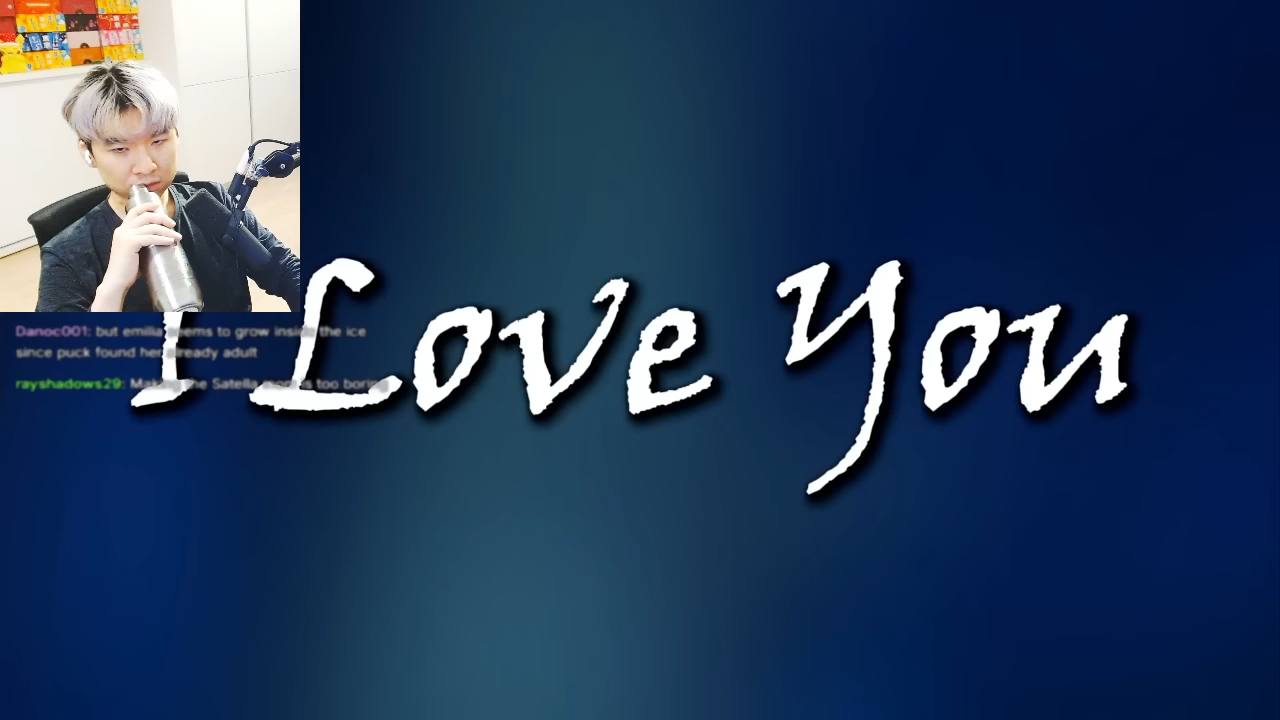 Danoc001: but emilia seems to grow inside the ice
since puck found her already adult
rayshadows29: Making the Satella mom is too boring
I Love You